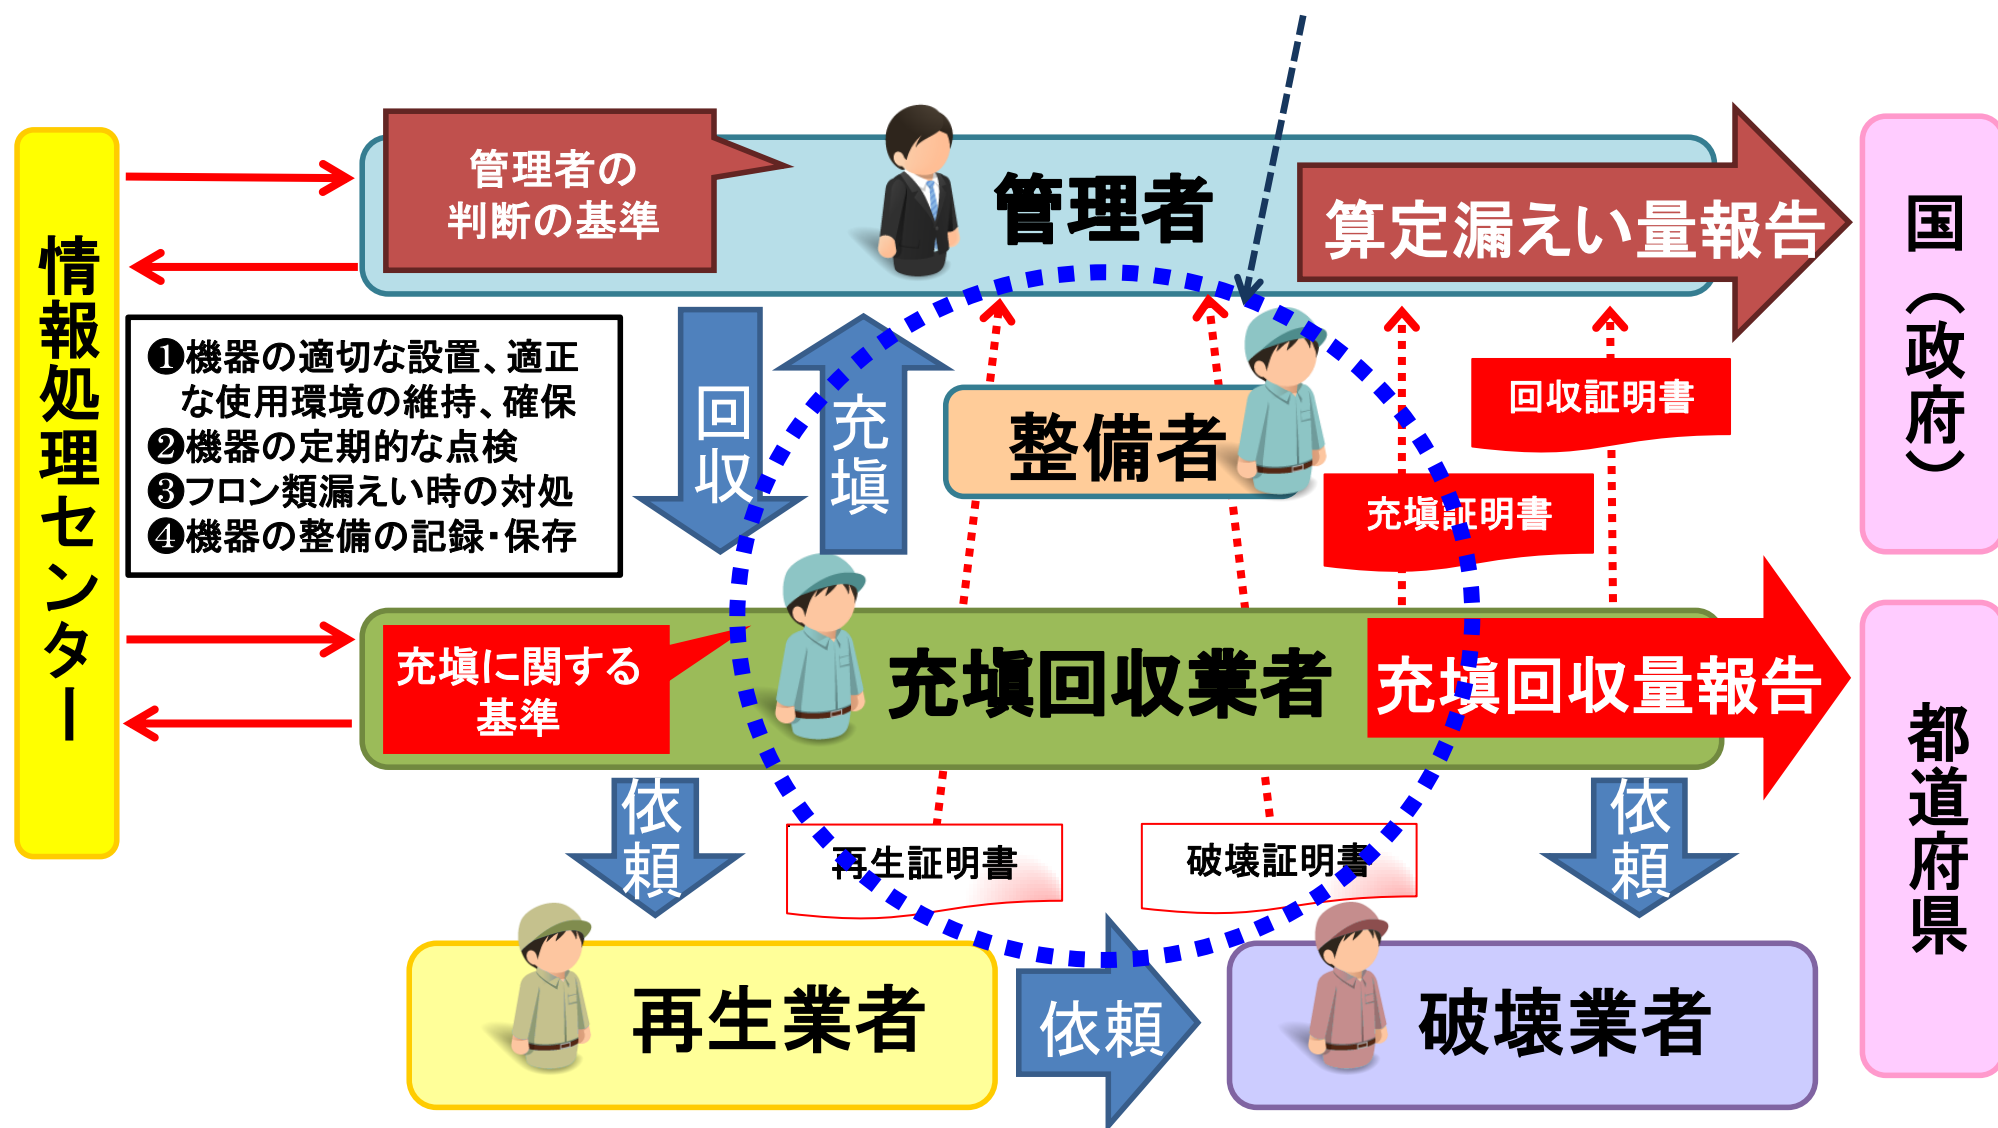 情報処理センター
管理者の
判断の基準
管理者
算定漏えい量報告
国（政府）
❶機器の適切な設置、適正
な使用環境の維持、確保
❷機器の定期的な点検
❸フロン類漏えい時の対処
❹機器の整備の記録・保存
回収
充塡
整備者
回収証明書
充塡証明書
充塡に関する
基準
充塡回収業者
充塡回収量報告
都道府県
依頼
再生証明書
破壊証明書
依頼
再生業者
依頼
破壊業者